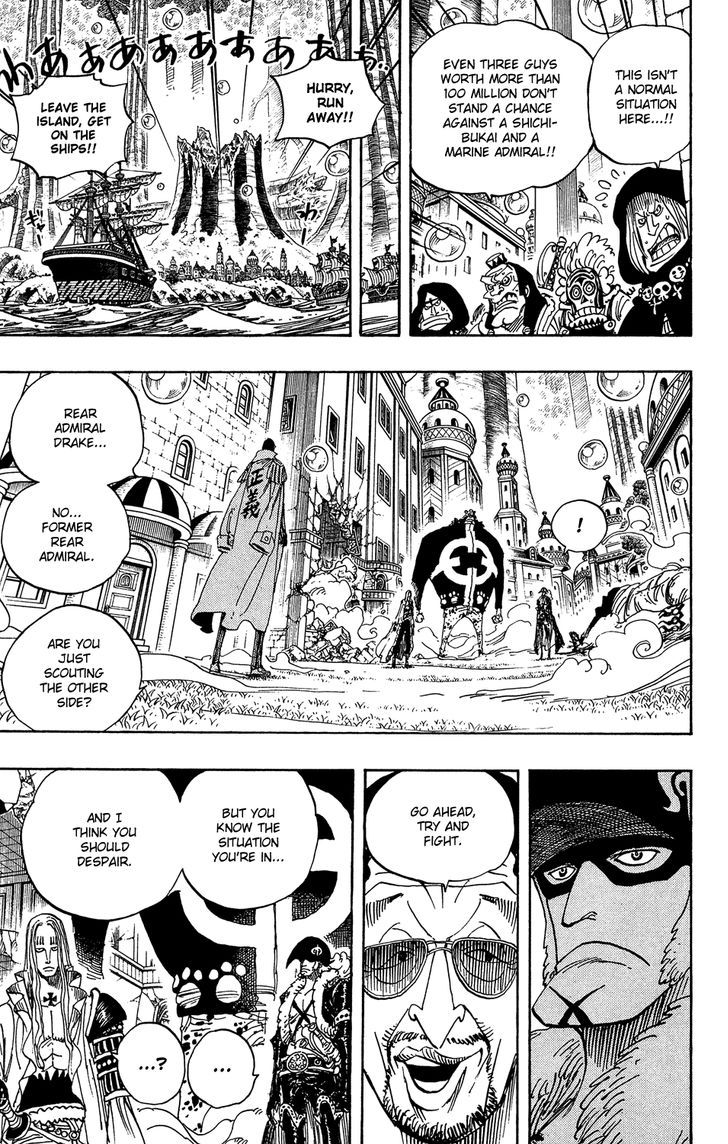 THIS ISN'T
A NORMAL
SITUATION
HERE...!!
EVEN THREE GUYS
WORTH MORE THAN
100 MILLION DON'T
STAND A CHANCE
AGAINST A SHICHI-
BUKAI AND A
MARINE ADMIRAL!!
わあぁぁぁぁぁぁぁぁ..
HURRY,
RUN
AWAY!!
LEAVE THE
ISLAND, GET
ON THE
SHIPS!!
!
REAR
ADMIRAL
DRAKE...
NO...
FORMER
REAR
ADMIRAL.
ARE YOU
JUST
SCOUTING
THE OTHER
SIDE?
正義
GO AHEAD,
TRY AND
FIGHT.
BUT YOU
KNOW THE
SITUATION
YOU'RE IN...
AND I
THINK YOU
SHOULD
DESPAIR.
...
...?